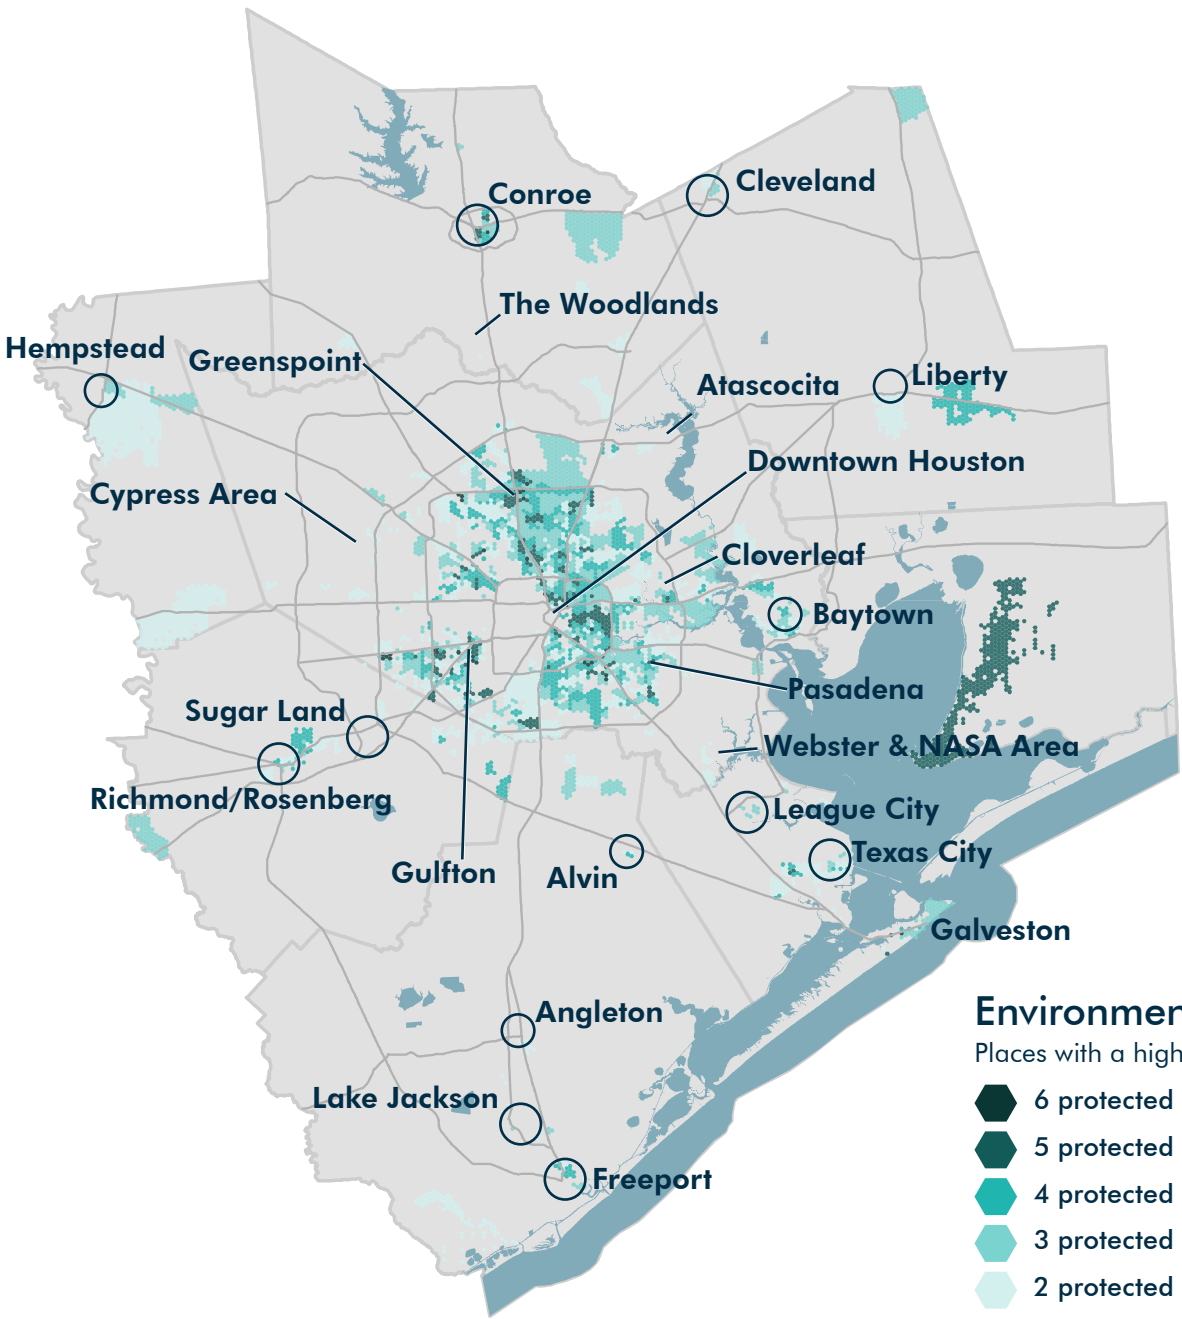 Conroe
Cleveland
The Woodlands
Hempstead
Greenspoint
Liberty
Atascocita
Downtown Houston
Cypress Area
Cloverleaf
Baytown
Pasadena
Sugar Land
Webster & NASA Area
Richmond/Rosenberg
League City
Texas City
Gulfton
Alvin
Galveston
Angleton
Environmen
Places with a high
Lake Jackson
6 protected
5 protected
Freeport
4 protected
3 protected
2 protected